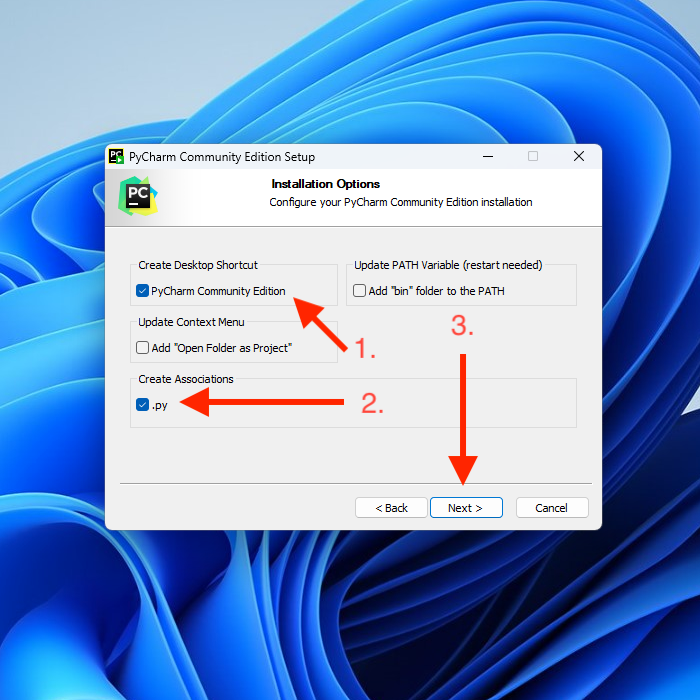 PC
PyCharm Community Edition Setup
PC
Installation Options
Configure your PyCharm Community Edition installation
Create Desktop Shortcut
PyCharm Community Edition
Update PATH Variable (restart needed)
Add "bin" folder to the PATH
Update Context Menu
Add "Open Folder as Project"
1.
3.
Create Associations
.py
2.
< Back
Next >
Cancel